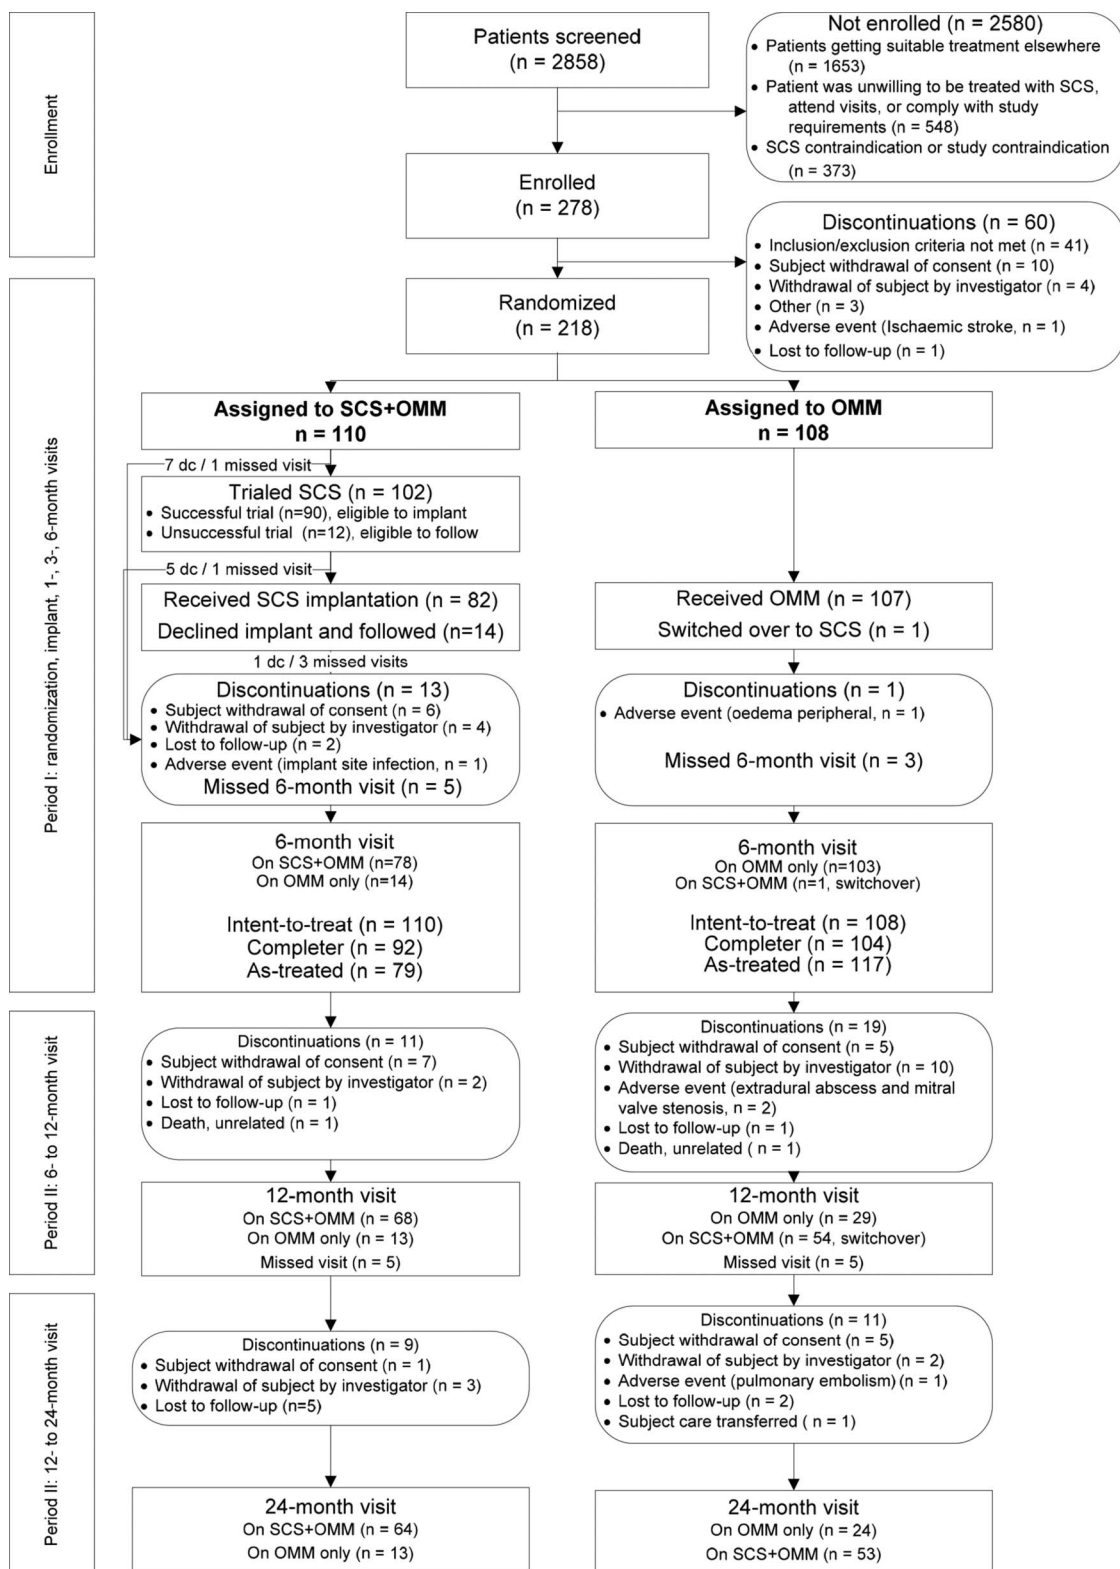 Enrollment
Patients screened
(n = 2858)
Not enrolled (n = 2580)
• Patients getting suitable treatment elsewhere
(n = 1653)
• Patient was unwilling to be treated with SCS,
attend visits, or comply with study
requirements (n = 548)
• SCS contraindication or study contraindication
(n = 373)
Enrolled
(n = 278)
Discontinuations (n = 60)
• Inclusion/exclusion criteria not met (n = 41)
• Subject withdrawal of consent (n = 10)
• Withdrawal of subject by investigator (n = 4)
• Other (n = 3)
• Adverse event (Ischaemic stroke, n = 1)
• Lost to follow-up (n = 1)
Period I: randomization, implant, 1-, 3-, 6-month visits
Randomized
(n = 218)
Assigned to SCS+OMM
n = 110
Assigned to OMM
n = 108
7 dc / 1 missed visit
Trialed SCS (n = 102)
• Successful trial (n=90), eligible to implant
• Unsuccessful trial (n=12), eligible to follow
5 dc / 1 missed visit
Received SCS implantation (n = 82)
Declined implant and followed (n=14)
Received OMM (n = 107)
Switched over to SCS (n = 1)
1 dc / 3 missed visits
Discontinuations (n = 13)
• Subject withdrawal of consent (n = 6)
• Withdrawal of subject by investigator (n = 4)
• Lost to follow-up (n = 2)
• Adverse event (implant site infection, n = 1)
Missed 6-month visit (n = 5)
Discontinuations (n = 1)
• Adverse event (oedema peripheral, n = 1)
Missed 6-month visit (n = 3)
6-month visit
On SCS+OMM (n=78)
On OMM only (n=14)
Intent-to-treat (n = 110)
Completer (n = 92)
As-treated (n = 79)
6-month visit
On OMM only (n=103)
On SCS+OMM (n=1, switchover)
Intent-to-treat (n = 108)
Completer (n = 104)
As-treated (n = 117)
Period II: 6- to 12-month visit
Discontinuations (n = 11)
• Subject withdrawal of consent (n = 7)
• Withdrawal of subject by investigator (n = 2)
• Lost to follow-up (n = 1)
• Death, unrelated (n = 1)
Discontinuations (n = 19)
• Subject withdrawal of consent (n = 5)
• Withdrawal of subject by investigator (n = 10)
• Adverse event (extradural abscess and mitral
valve stenosis, n = 2)
• Lost to follow-up (n = 1)
• Death, unrelated ( n = 1)
12-month visit
On SCS+OMM (n = 68)
On OMM only (n = 13)
Missed visit (n = 5)
12-month visit
On OMM only (n = 29)
On SCS+OMM (n = 54, switchover)
Missed visit (n = 5)
Period II: 12- to 24-month visit
Discontinuations (n = 9)
• Subject withdrawal of consent (n = 1)
• Withdrawal of subject by investigator (n = 3)
• Lost to follow-up (n=5)
Discontinuations (n = 11)
• Subject withdrawal of consent (n = 5)
• Withdrawal of subject by investigator (n = 2)
• Adverse event (pulmonary embolism) (n = 1)
• Lost to follow-up (n = 2)
• Subject care transferred ( n = 1)
24-month visit
On SCS+OMM (n = 64)
On OMM only (n = 13)
24-month visit
On OMM only (n = 24)
On SCS+OMM (n = 53)